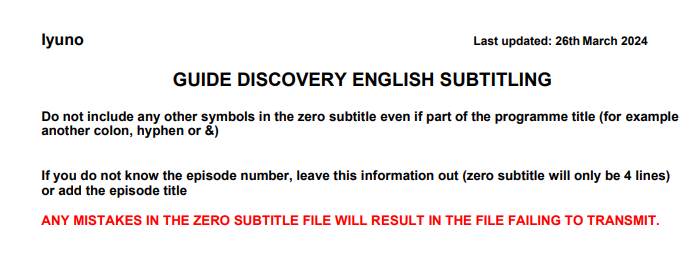 Iyuno
Last updated: 26th March 2024
GUIDE DISCOVERY ENGLISH SUBTITLING
Do not include any other symbols in the zero subtitle even if part of the programme title (for example
another colon, hyphen or &)
If you do not know the episode number, leave this information out (zero subtitle will only be 4 lines)
or add the episode title
ANY MISTAKES IN THE ZERO SUBTITLE FILE WILL RESULT IN THE FILE FAILING TO TRANSMIT.